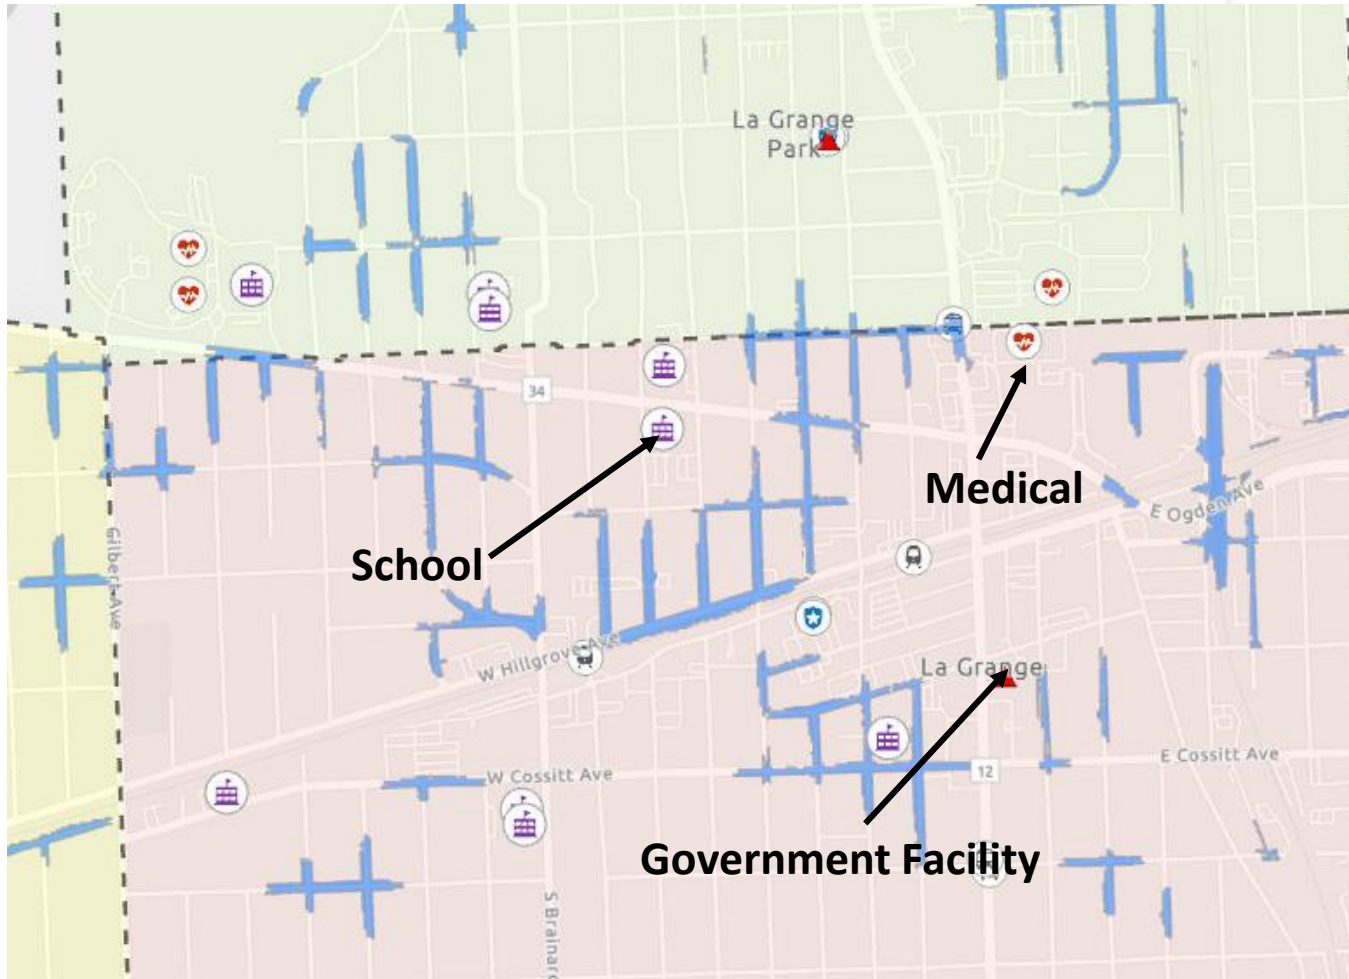 La Grange
Park
34
Medical
E Ogden Ave
School
Gilbert Ave
W Hillgrove Ave
La Grange
W Cossitt Ave
12
E Cossitt Ave
Government Facility
S Brainard